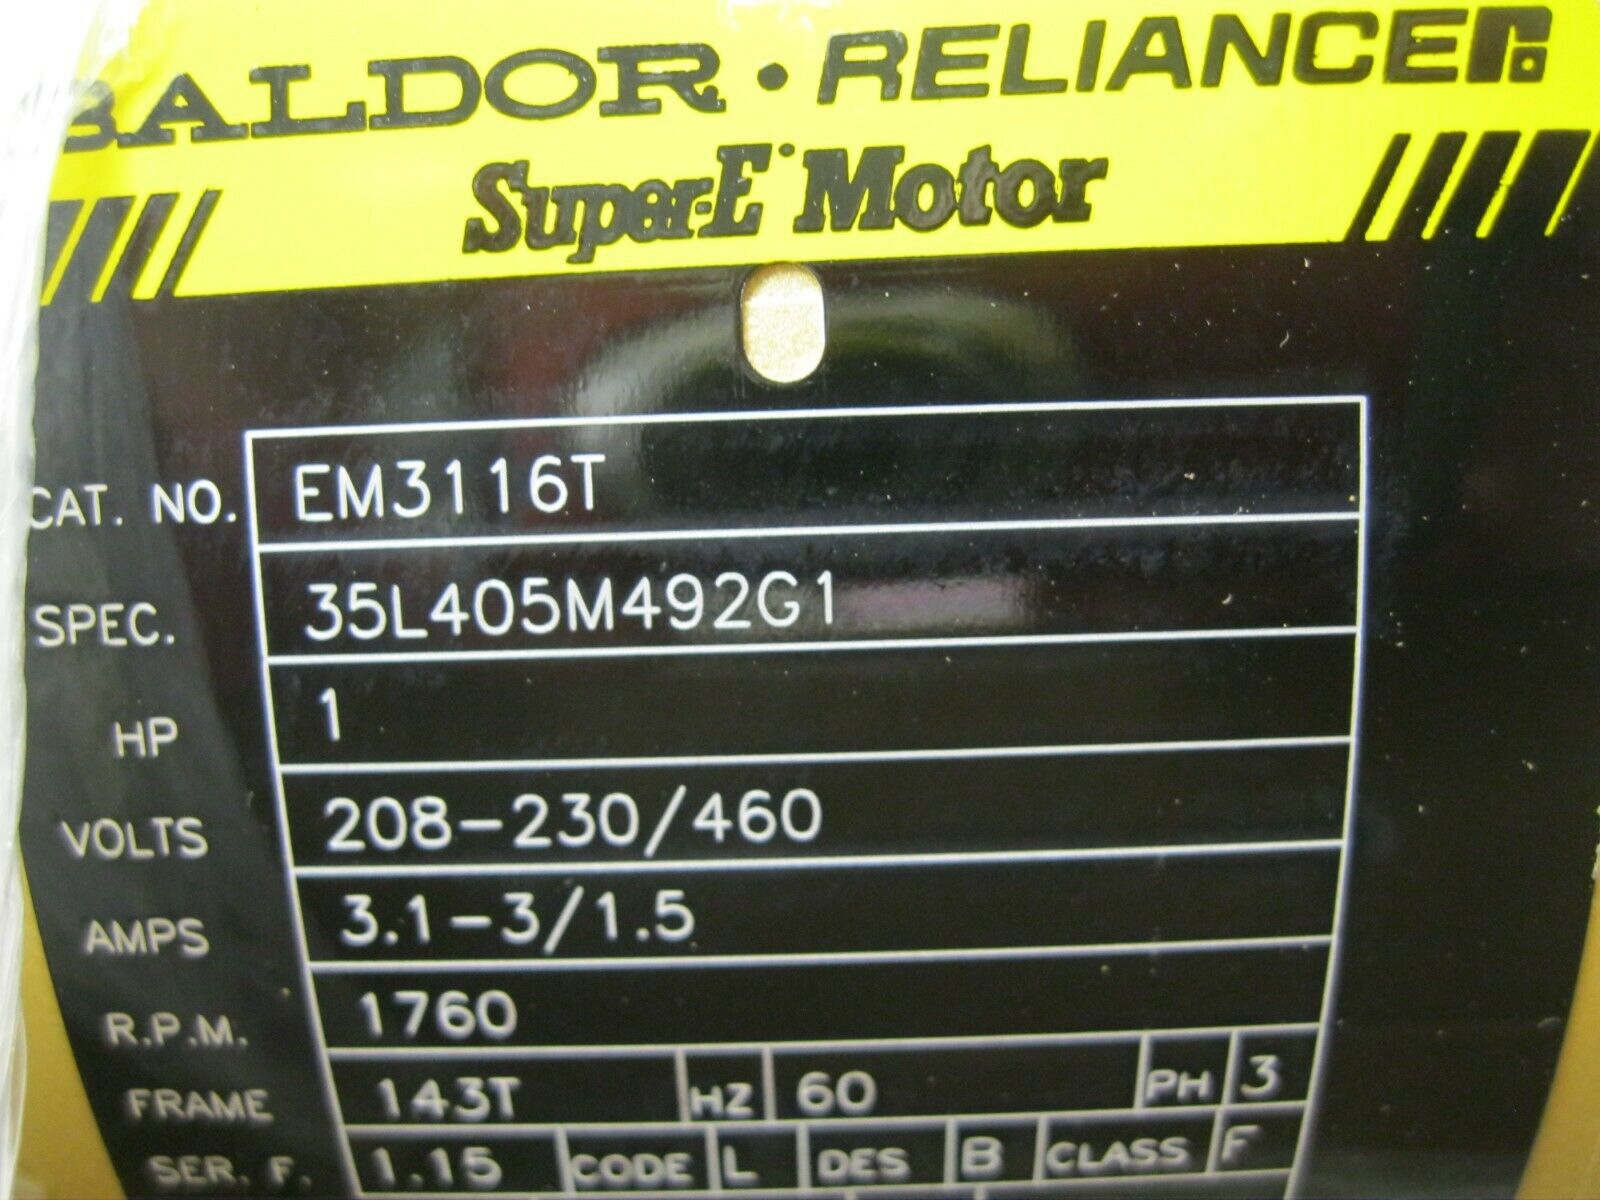 BALDOR · RELIANCER
Super-E Motor
CAT. NO. EM3116T
SPEC. 35L405M492G1
HP 1
VOLTS 208-230/460
AMPS 3.1-3/1.5
R.P.M. 1760
FRAME 143T HZ 60 PH 3
SER. F. 1.15 CODE L DES B CLASS F